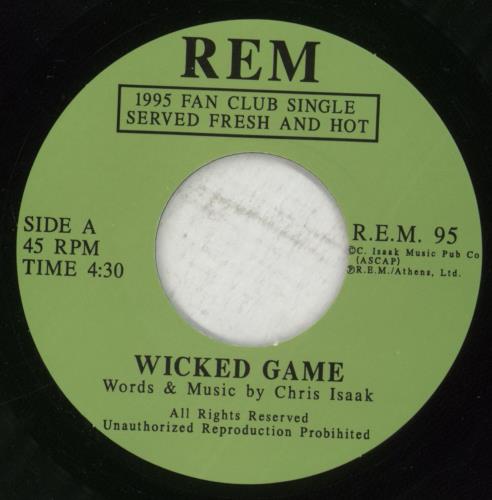 REM
1995 FAN CLUB SINGLE
SERVED FRESH AND HOT
SIDE A
45 RPM
TIME 4:30
R.E.M. 95
©C. Isaak Music Pub Co
(ASCAP)
℗R.E.M./Athens, Ltd.
WICKED GAME
Words & Music by Chris Isaak
All Rights Reserved
Unauthorized Reproduction Probihited